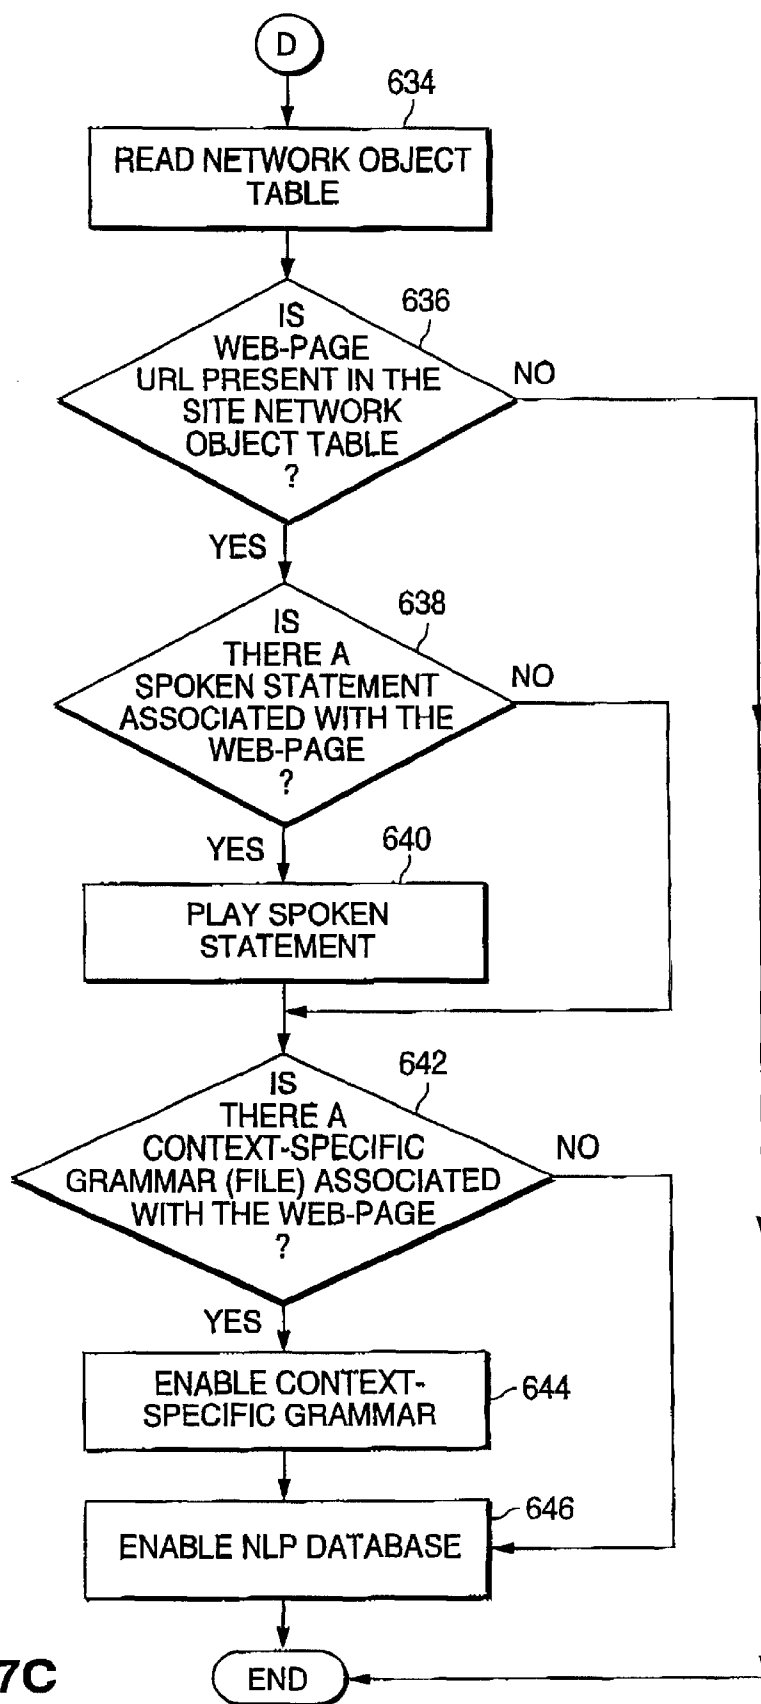 D
634
READ NETWORK OBJECT
TABLE
636
IS
WEB-PAGE
URL PRESENT IN THE
SITE NETWORK
OBJECT TABLE
?
NO
YES
638
IS
THERE A
SPOKEN STATEMENT
ASSOCIATED WITH THE
WEB-PAGE
?
NO
YES
640
PLAY SPOKEN
STATEMENT
642
IS
THERE A
CONTEXT-SPECIFIC
GRAMMAR (FILE) ASSOCIATED
WITH THE WEB-PAGE
?
NO
YES
ENABLE CONTEXT-
SPECIFIC GRAMMAR
644
646
ENABLE NLP DATABASE
7C
END